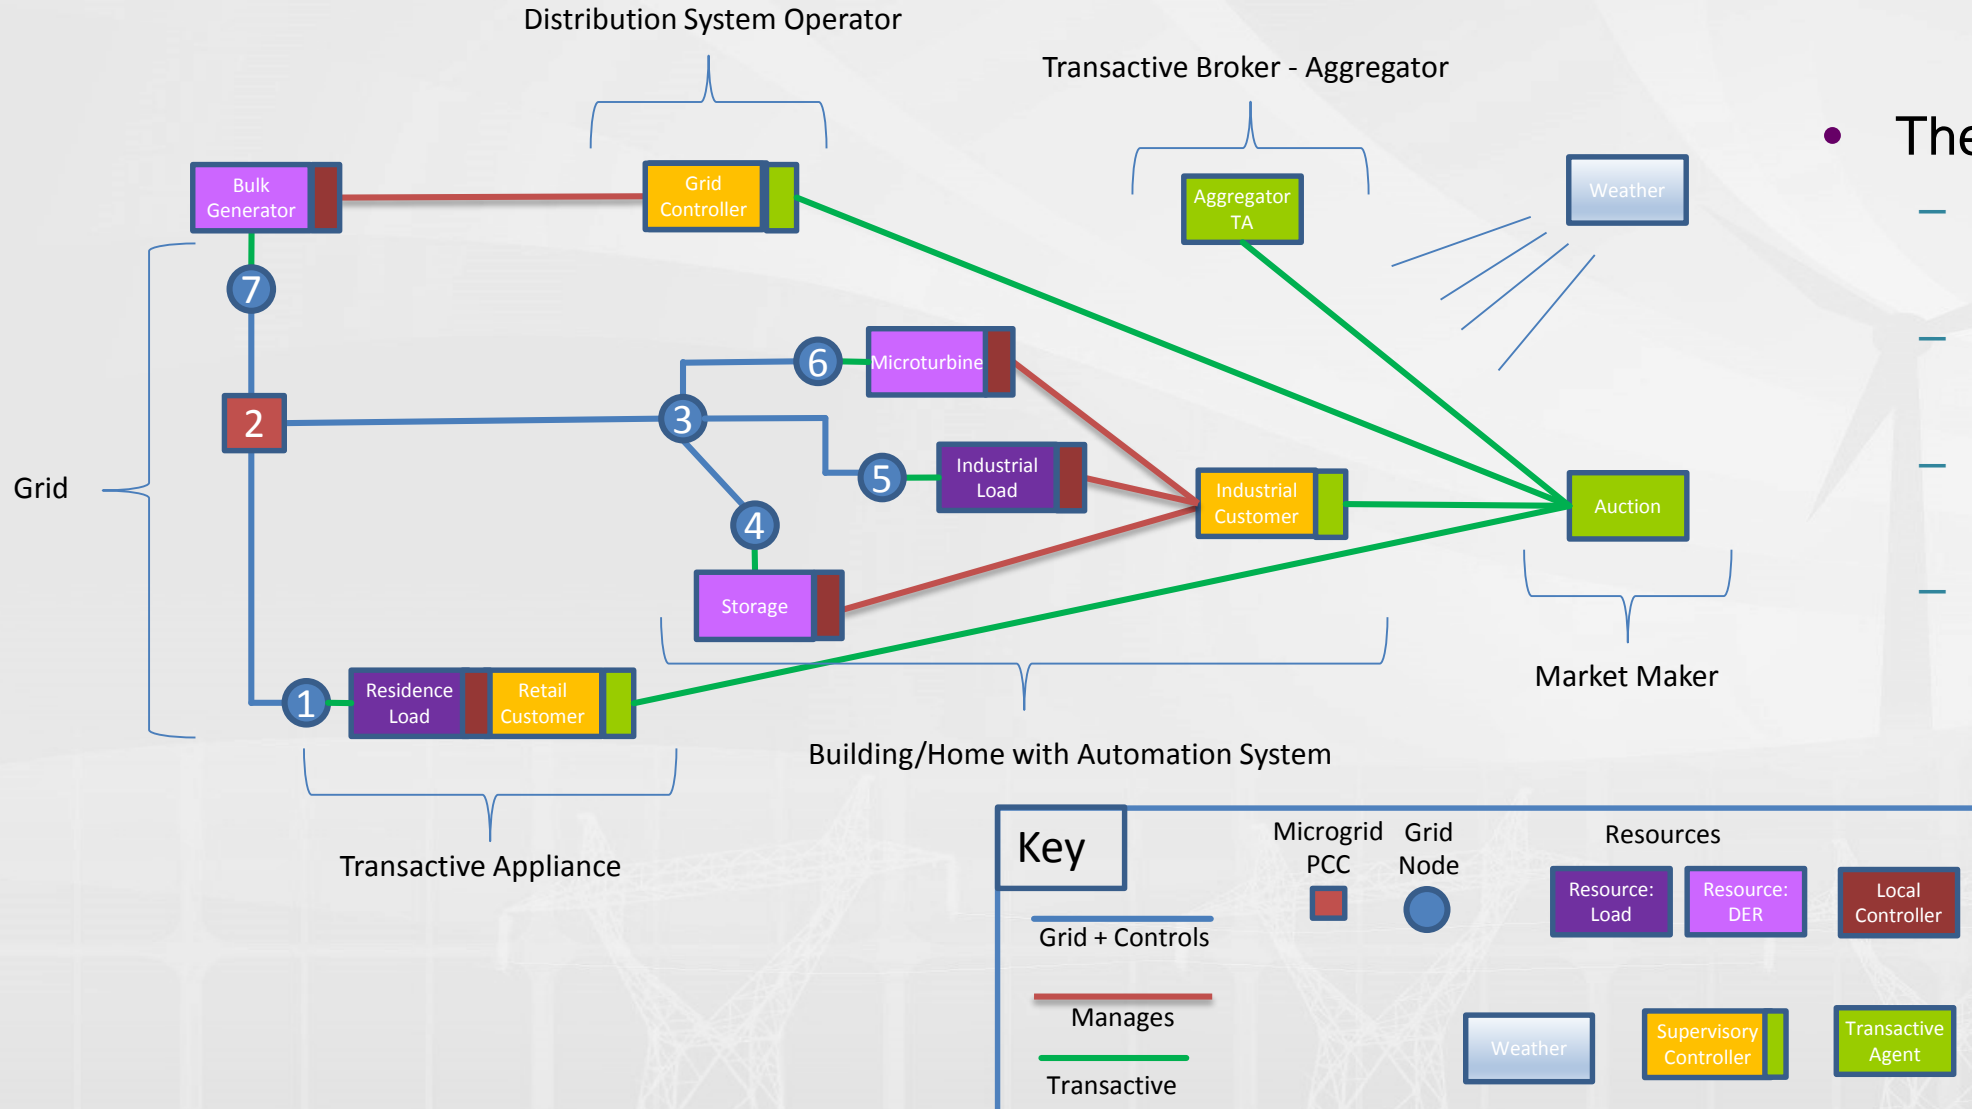 Distribution System Operator
Transactive Broker - Aggregator
• The
Bulk
Generator
Grid
Controller
Aggregator
TA
Weather
–
7
–
6
Microturbine
2
3
Grid
5
Industrial
Load
–
4
Industrial
Customer
Auction
Storage
–
Market Maker
1
Residence
Load
Retail
Customer
Building/Home with Automation System
Transactive Appliance
Key
Microgrid
PCC
Grid
Node
Resources
Resource:
Load
Resource:
DER
Local
Controller
Grid + Controls
Manages
Transactive
Weather
Supervisory
Controller
Transactive
Agent